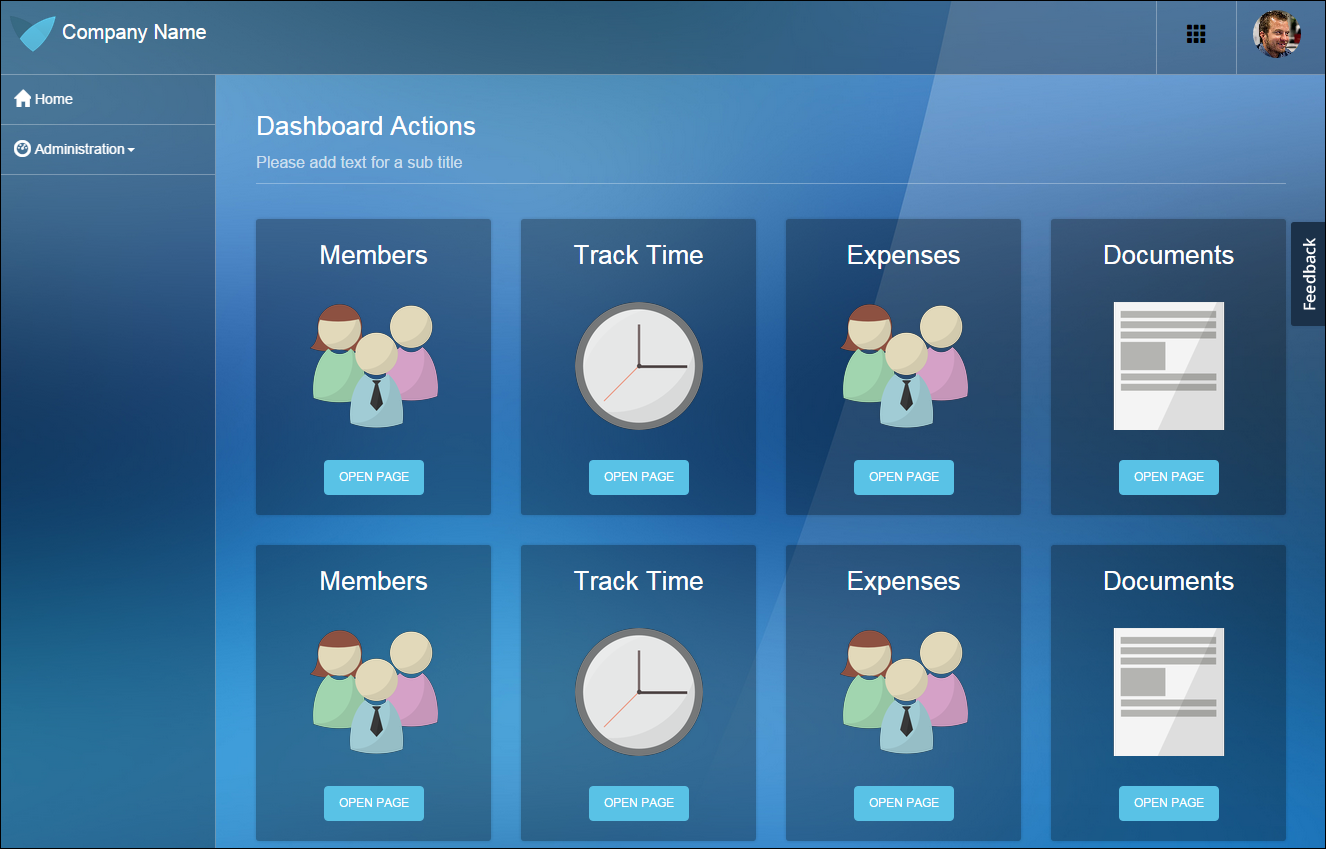 Company Name
Home
Administration
Dashboard Actions
Please add text for a sub title
Members
Track Time
Expenses
Documents
Feedback
OPEN PAGE
OPEN PAGE
OPEN PAGE
OPEN PAGE
Members
Track Time
Expenses
Documents
OPEN PAGE
OPEN PAGE
OPEN PAGE
OPEN PAGE